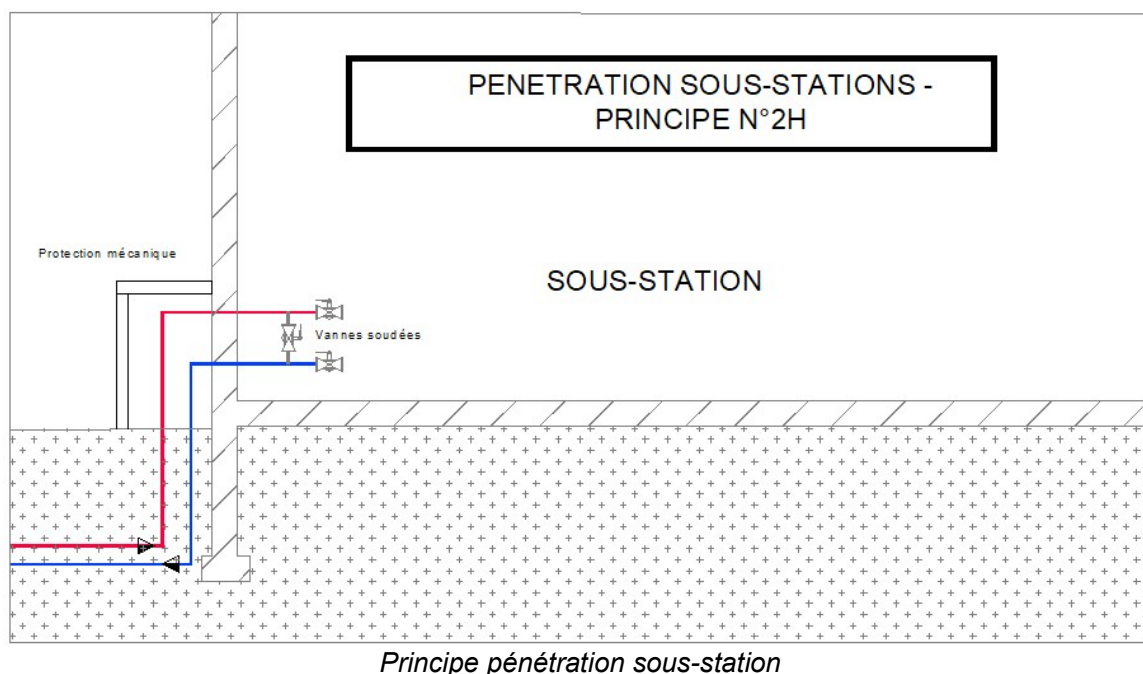 PENETRATION SOUS-STATIONS -
PRINCIPE N°2H
Protection mécanique
SOUS-STATION
Vannes soudées
Principe pénétration sous-station